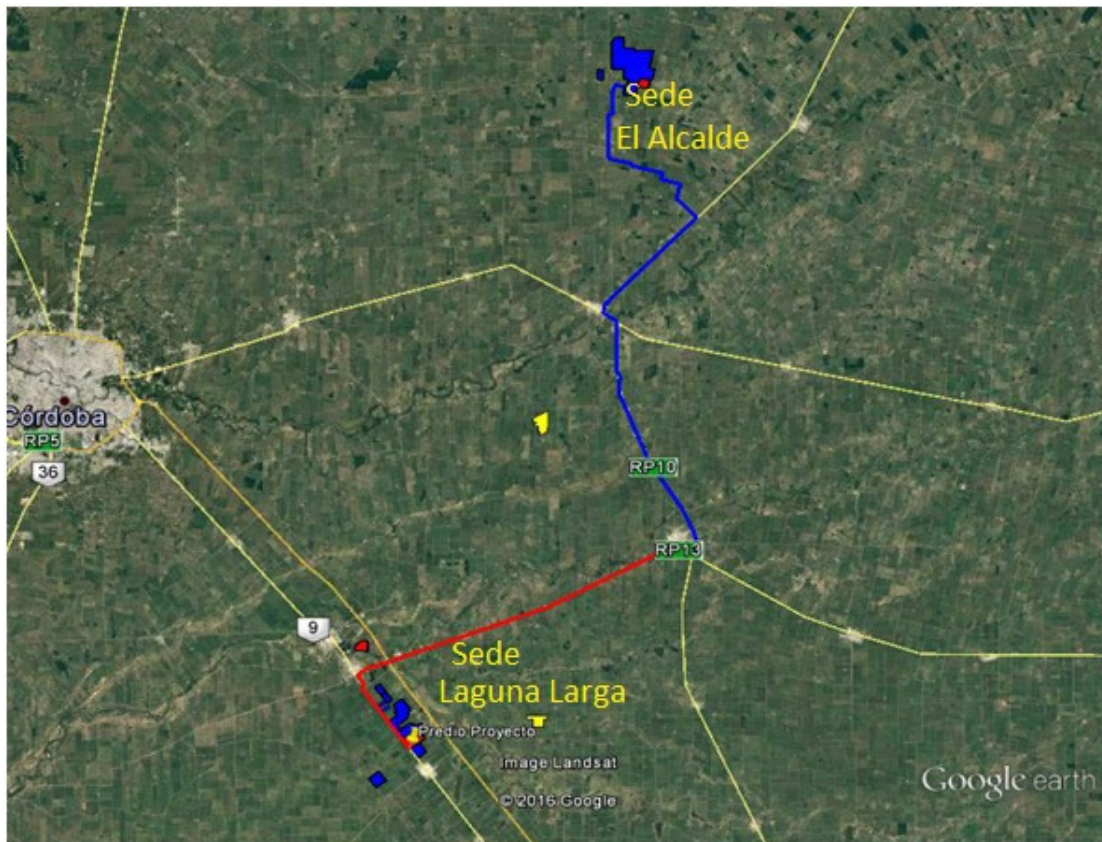 Sede
El Alcalde
Córdoba
RP5
36
RP10
RP13
9
Sede
Laguna Larga
Predio Proyecto
Image Landsat
© 2016 Google
Google earth